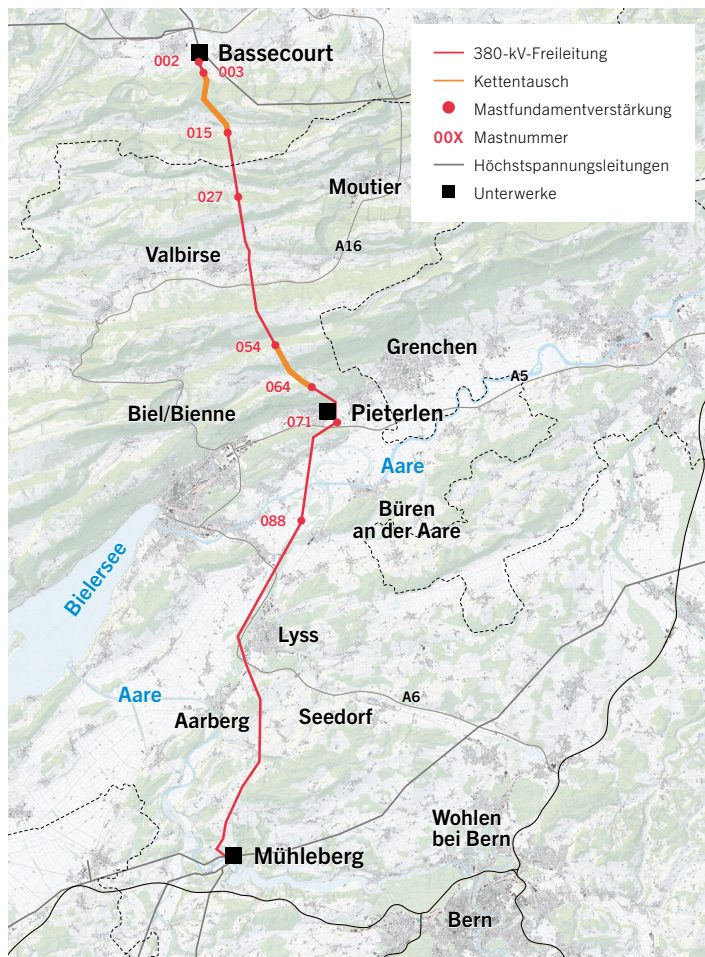 Bassecourt
002
003
015
027
Moutier
Valbirse
A16
054
Grenchen
064
A5
Biel/Bienne
Pieterlen
071
Aare
088
Büren
an der Aare
Bielersee
Lyss
Aare
A6
Aarberg
Seedorf
Wohlen
bei Bern
Mühleberg
Bern
380-kV-Freileitung
Kettentausch
Mastfundamentverstärkung
00X Mastnummer
Höchstspannungsleitungen
Unterwerke